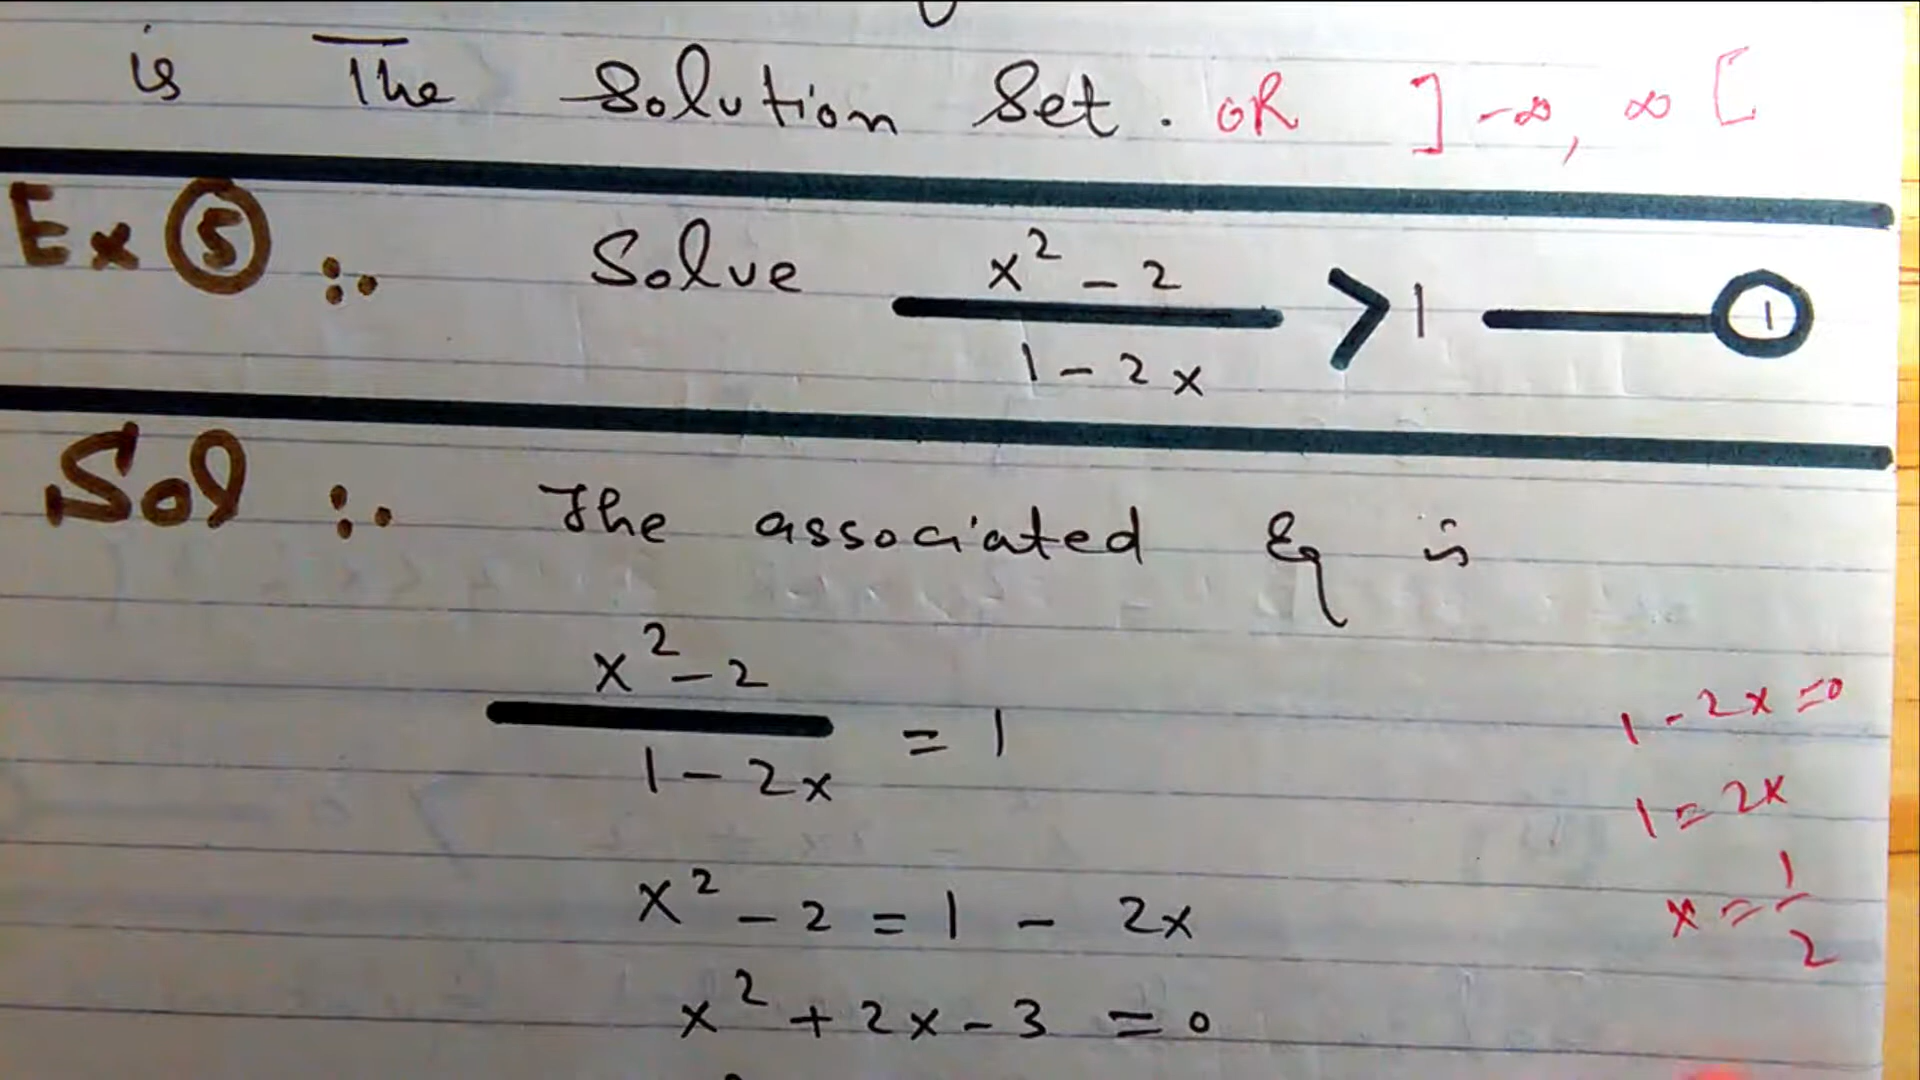 is The Solution Set. OR ]-∞, ∞[
Ex 5 :. Solve x² - 2 / 1 - 2x > 1 — 1
Sol :. The associated Eq is
x² - 2 / 1 - 2x = 1
1 - 2x = 0
1 = 2x
x = 1/2
x² - 2 = 1 - 2x
x² + 2x - 3 = 0